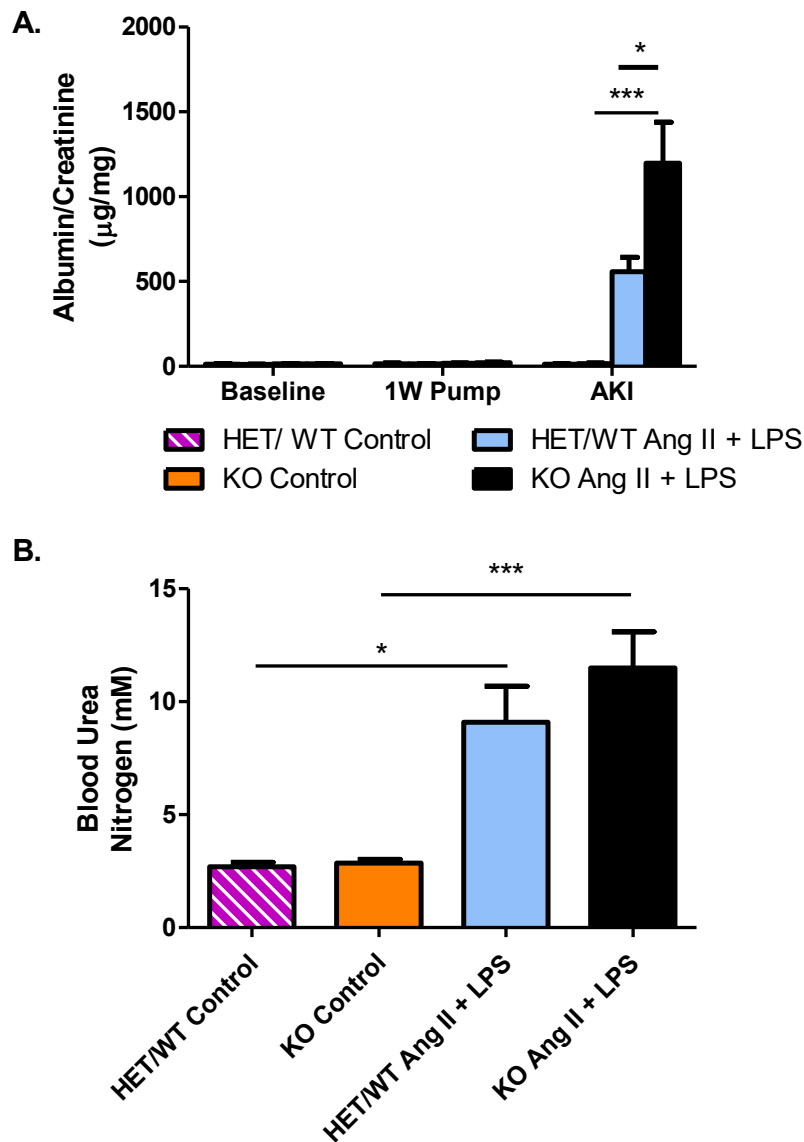 A.
2000
1500
1000
500
0
Albumin/Creatinine
(μg/mg)
*
***
Baseline 1W Pump AKI
HET/ WT Control HET/WT Ang II + LPS
KO Control KO Ang II + LPS
B.
15
10
5
0
Blood Urea
Nitrogen (mM)
***
*
HET/WT Control
KO Control
HET/WT Ang II + LPS
KO Ang II + LPS